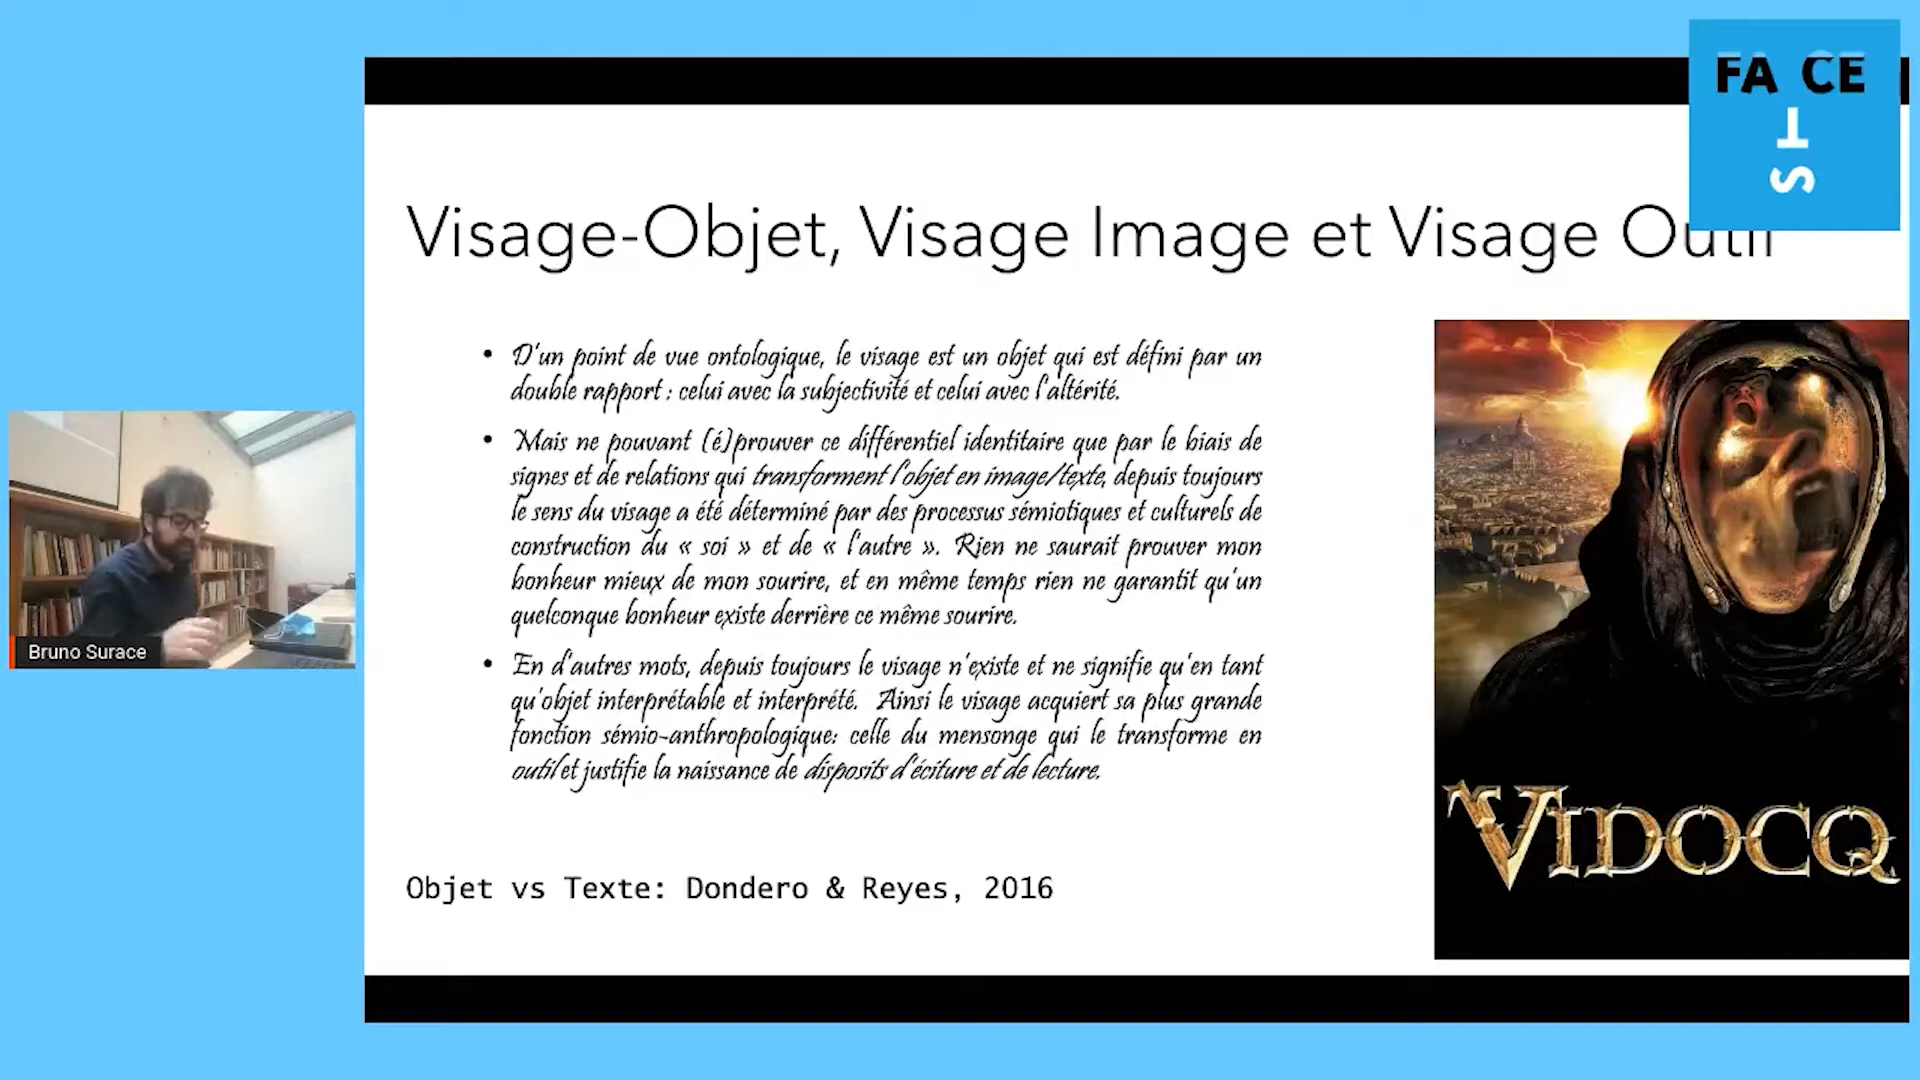 FA CE
T
S
Visage-Objet, Visage Image et Visage Outil
• D'un point de vue ontologique, le visage est un objet qui est défini par un
double rapport : celui avec la subjectivité et celui avec l'altérité.
• Mais ne pouvant (é)prouver ce différentiel identitaire que par le biais de
signes et de relations qui transforment l'objet en image/texte, depuis toujours
le sens du visage a été déterminé par des processus sémiotiques et culturels de
construction du « soi » et de « l'autre ». Rien ne saurait prouver mon
bonheur mieux de mon sourire, et en même temps rien ne garantit qu'un
quelconque bonheur existe derrière ce même sourire.
• En d'autres mots, depuis toujours le visage n'existe et ne signifie qu'en tant
qu'objet interprétable et interprété. Ainsi le visage acquiert sa plus grande
fonction sémio-anthropologique: celle du mensonge qui le transforme en
outil et justifie la naissance de disposits d'éciture et de lecture.
Objet vs Texte: Dondero & Reyes, 2016
VIDOCQ
Bruno Surace